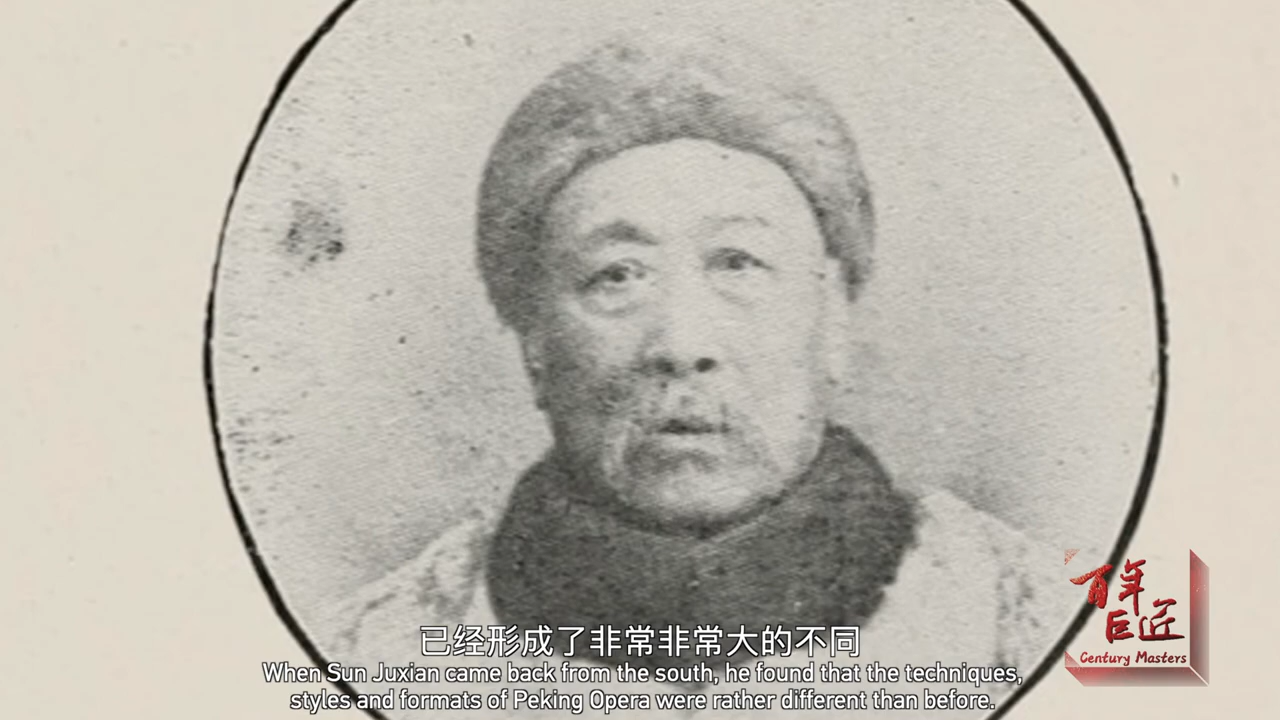 百年
巨匠
Century Masters
已经形成了非常非常大的不同
When Sun Juxian came back from the south, he found that the techniques,
styles and formats of Peking Opera were rather different than before.